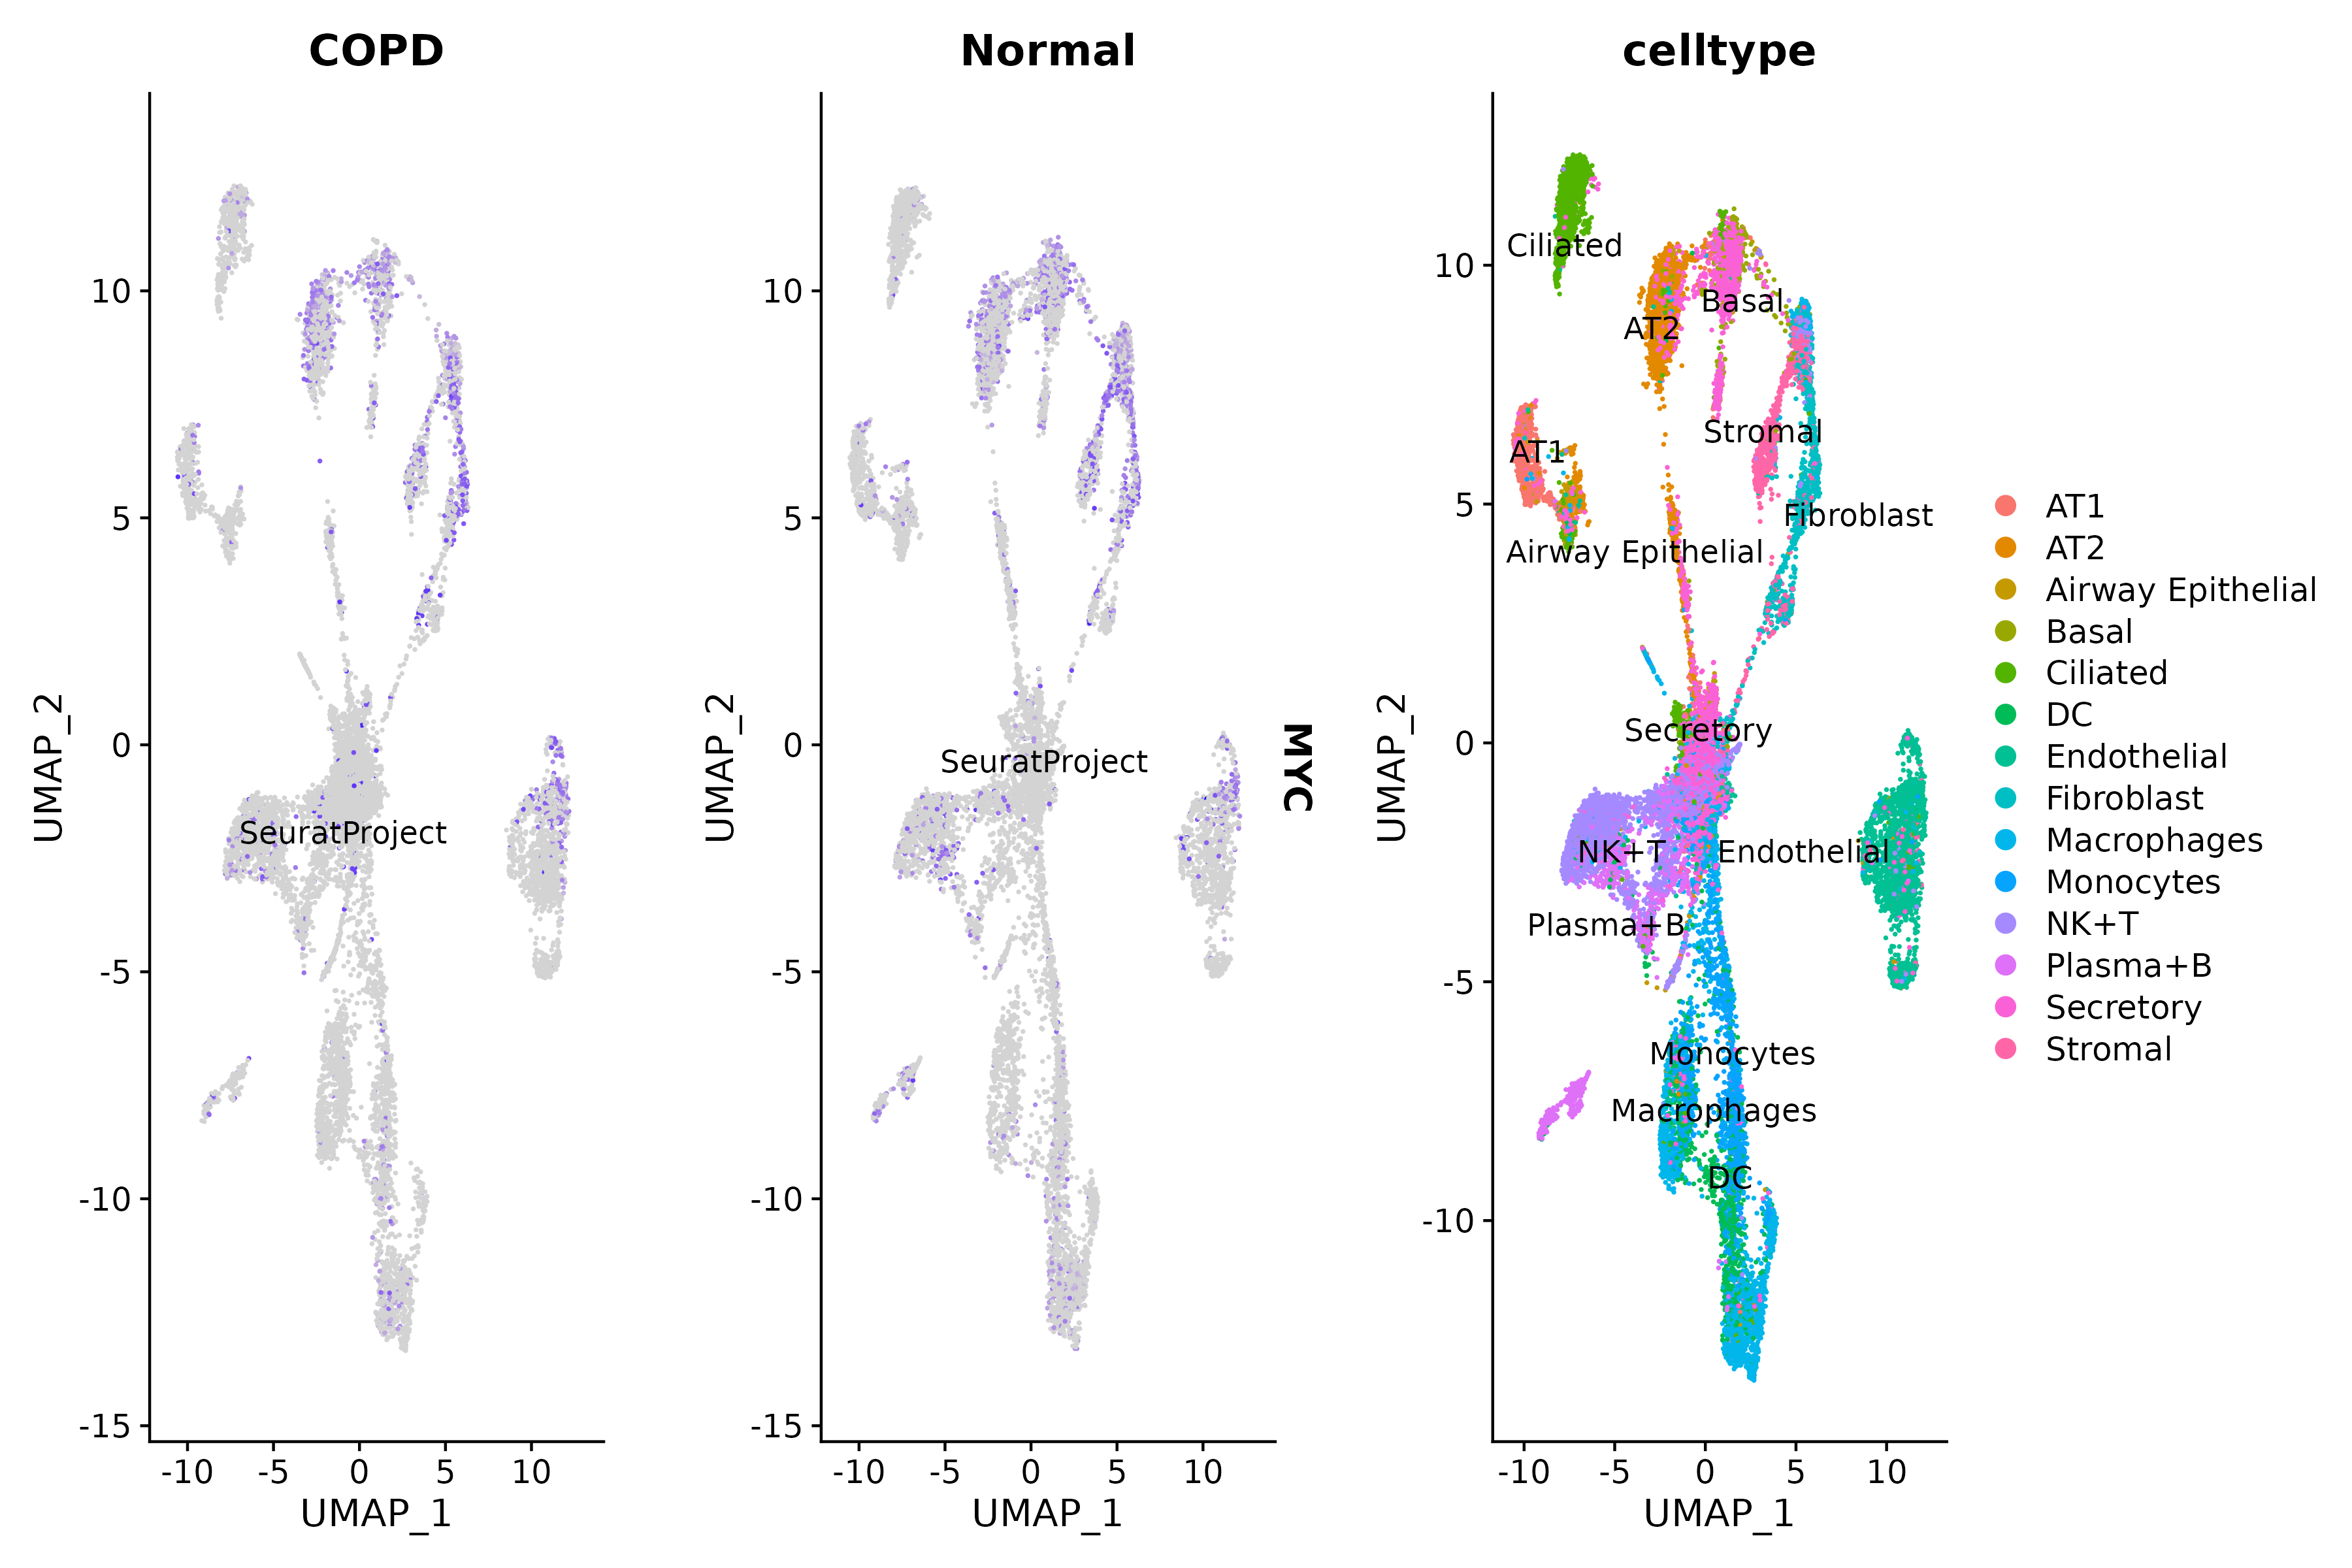 COPD
Normal
celltype
10
5
0
-5
-10
-15
UMAP_2
SeuratProject
-10
-5
0
5
10
UMAP_1
10
5
0
-5
-10
-15
UMAP_2
SeuratProject
MYC
-10
-5
0
5
10
UMAP_1
10
5
0
-5
-10
UMAP_2
Ciliated
Basal
AT2
Stromal
AT1
Fibroblast
Airway Epithelial
Secretory
NK+T
Endothelial
Plasma+B
Monocytes
Macrophages
DC
-10
-5
0
5
10
UMAP_1
AT1
AT2
Airway Epithelial
Basal
Ciliated
DC
Endothelial
Fibroblast
Macrophages
Monocytes
NK+T
Plasma+B
Secretory
Stromal